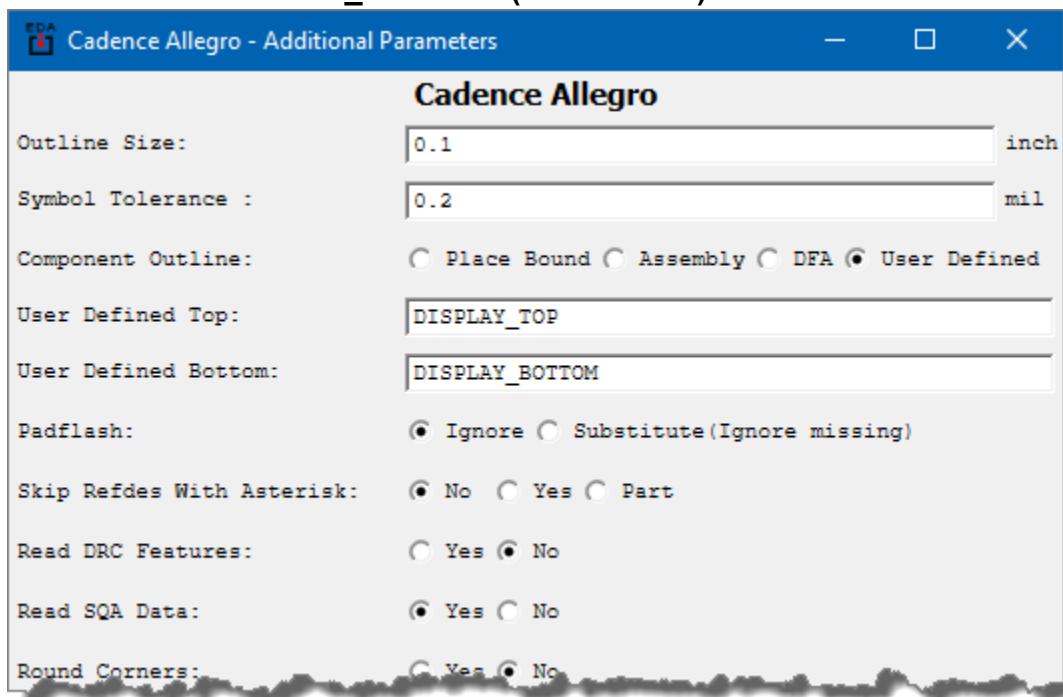 EDA
Cadence Allegro - Additional Parameters
Cadence Allegro
Outline Size: 0.1 inch
Symbol Tolerance : 0.2 mil
Component Outline: Place Bound Assembly DFA User Defined
User Defined Top: DISPLAY_TOP
User Defined Bottom: DISPLAY_BOTTOM
Padflash: Ignore Substitute(Ignore missing)
Skip Refdes With Asterisk: No Yes Part
Read DRC Features: Yes No
Read SQA Data: Yes No
Round Corners: Yes No